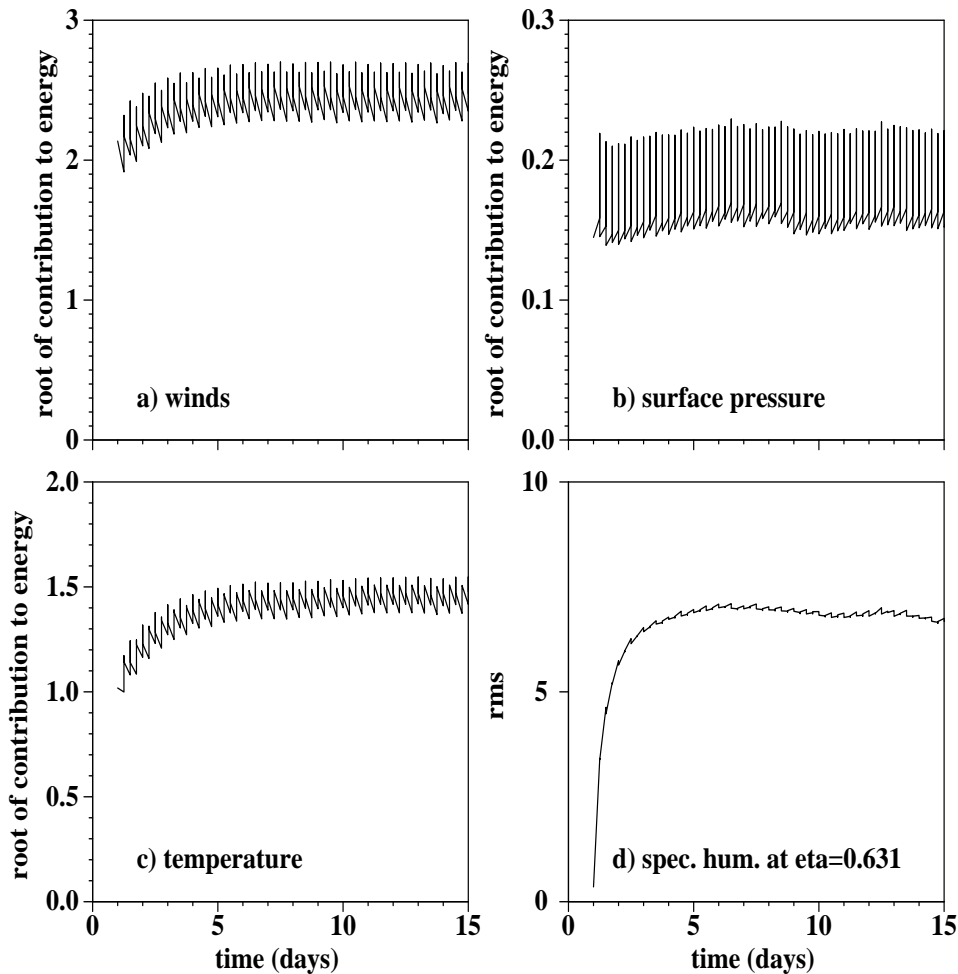 root of contribution to energy
3
2
1
0
a) winds
root of contribution to energy
0.3
0.2
0.1
0.0
b) surface pressure
root of contribution to energy
2.0
1.5
1.0
0.5
0.0
c) temperature
0
5
10
15
time (days)
rms
10
5
0
d) spec. hum. at eta=0.631
0
5
10
15
time (days)